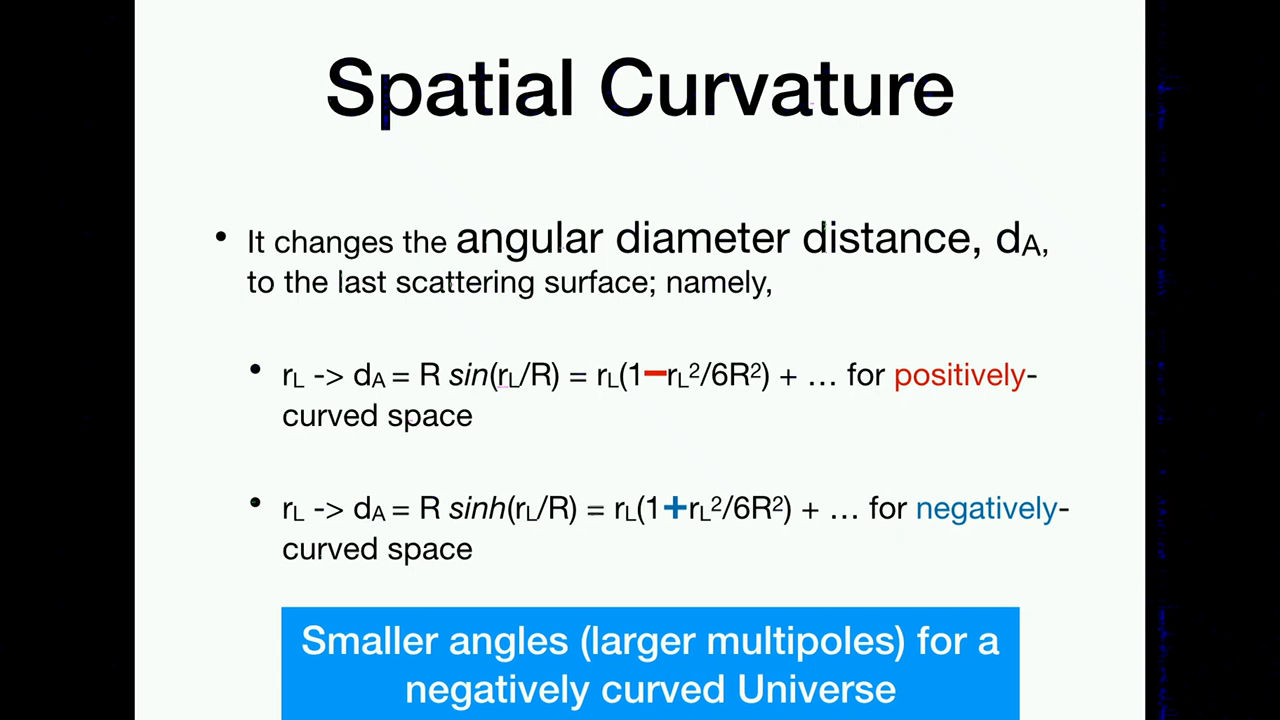 Spatial Curvature
• It changes the angular diameter distance, dA,
to the last scattering surface; namely,
• rL -> dA = R sin(rL/R) = rL(1−rL²/6R²) + … for positively-
curved space
• rL -> dA = R sinh(rL/R) = rL(1+rL²/6R²) + … for negatively-
curved space
Smaller angles (larger multipoles) for a
negatively curved Universe